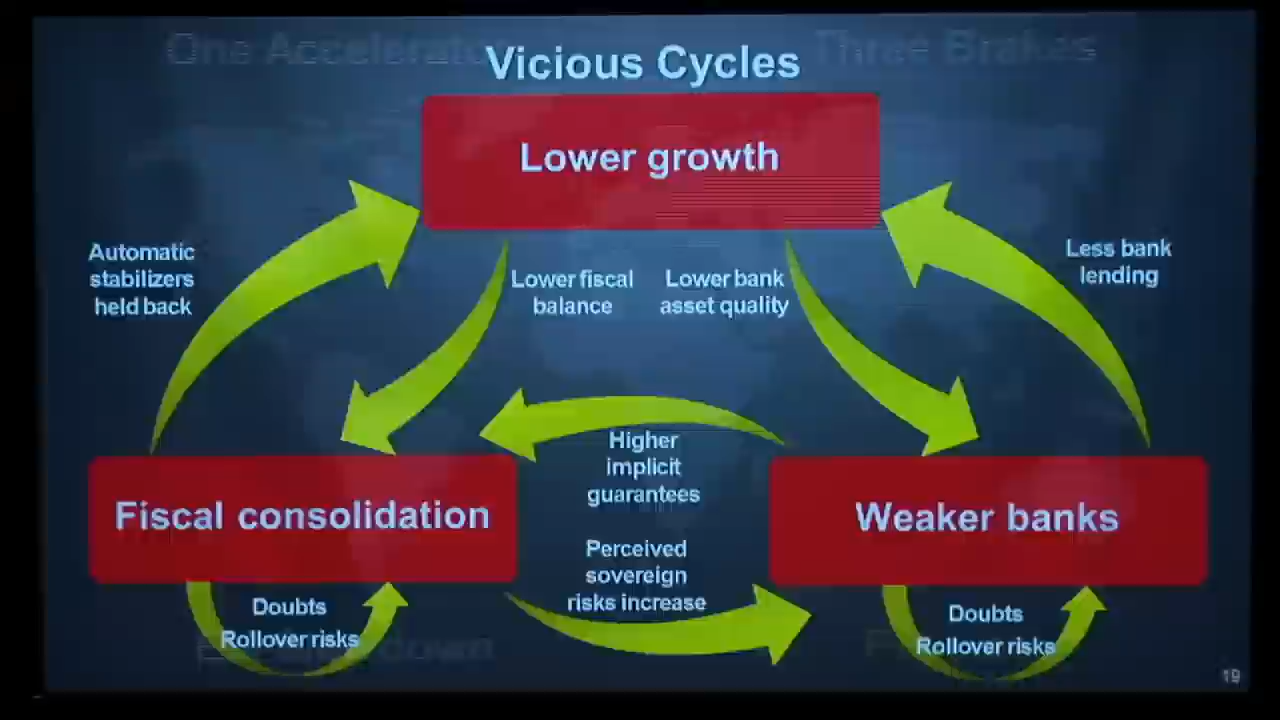 One Accelerator
Three Brakes
Vicious Cycles
Lower growth
Automatic
stabilizers
held back
Lower fiscal
balance
Lower bank
asset quality
Less bank
lending
Higher
implicit
guarantees
Fiscal consolidation
Weaker banks
Perceived
sovereign
risks increase
Doubts
Rollover risks
Doubts
Rollover risks
19